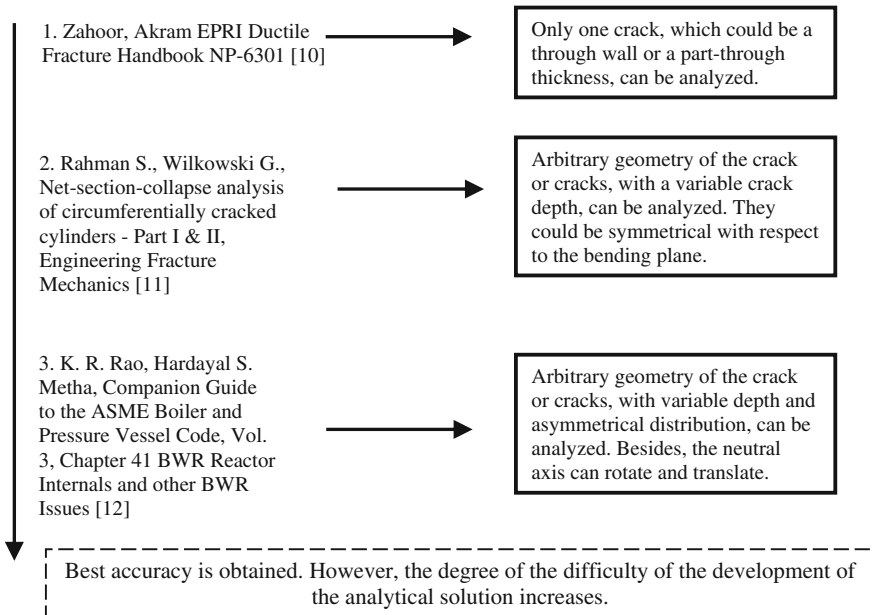 1. Zahoor, Akram EPRI Ductile
Fracture Handbook NP-6301 [10]
Only one crack, which could be a
through wall or a part-through
thickness, can be analyzed.
2. Rahman S., Wilkowski G.,
Net-section-collapse analysis
of circumferentially cracked
cylinders - Part I & II,
Engineering Fracture
Mechanics [11]
Arbitrary geometry of the crack
or cracks, with a variable crack
depth, can be analyzed. They
could be symmetrical with respect
to the bending plane.
3. K. R. Rao, Hardayal S.
Metha, Companion Guide
to the ASME Boiler and
Pressure Vessel Code, Vol.
3, Chapter 41 BWR Reactor
Internals and other BWR
Issues [12]
Arbitrary geometry of the crack
or cracks, with variable depth and
asymmetrical distribution, can be
analyzed. Besides, the neutral
axis can rotate and translate.
Best accuracy is obtained. However, the degree of the difficulty of the development of
the analytical solution increases.